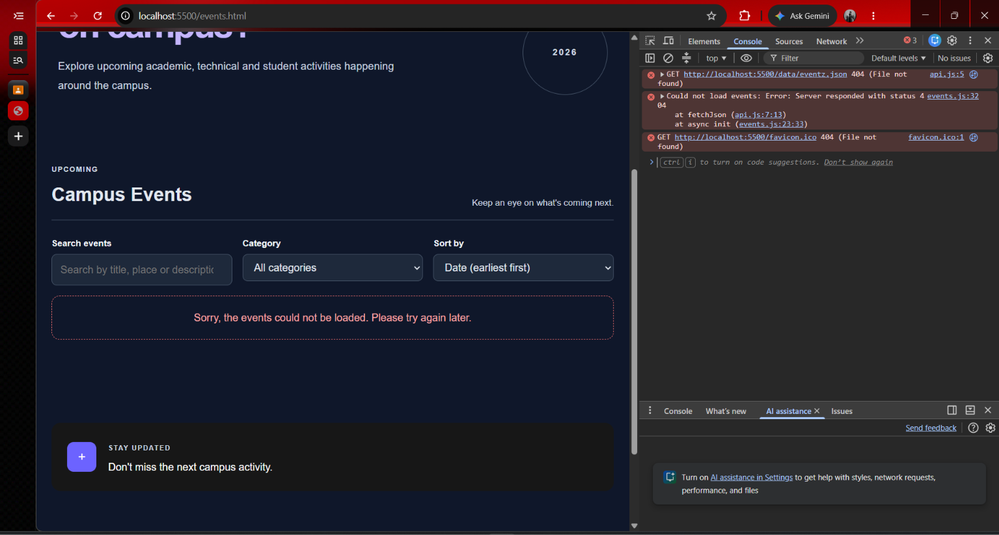 localhost:5500/events.html
Ask Gemini
on campus?
Explore upcoming academic, technical and student activities happening
around the campus.
2026
UPCOMING
Campus Events
Keep an eye on what's coming next.
Search events
Category
Sort by
Search by title, place or descriptic
All categories
Date (earliest first)
Sorry, the events could not be loaded. Please try again later.
+
STAY UPDATED
Don't miss the next campus activity.
Elements Console Sources Network 3
top Filter Default levels No issues
GET http://localhost:5500/data/eventz.json 404 (File not api.js:5
found)
Could not load events: Error: Server responded with status 4 events.js:32
04
at fetchJson (api.js:7:13)
at async init (events.js:23:33)
GET http://localhost:5500/favicon.ico 404 (File not favicon.ico:1
found)
ctrl i to turn on code suggestions. Don't show again
Console What's new AI assistance Issues
Send feedback
Turn on AI assistance in Settings to get help with styles, network requests,
performance, and files